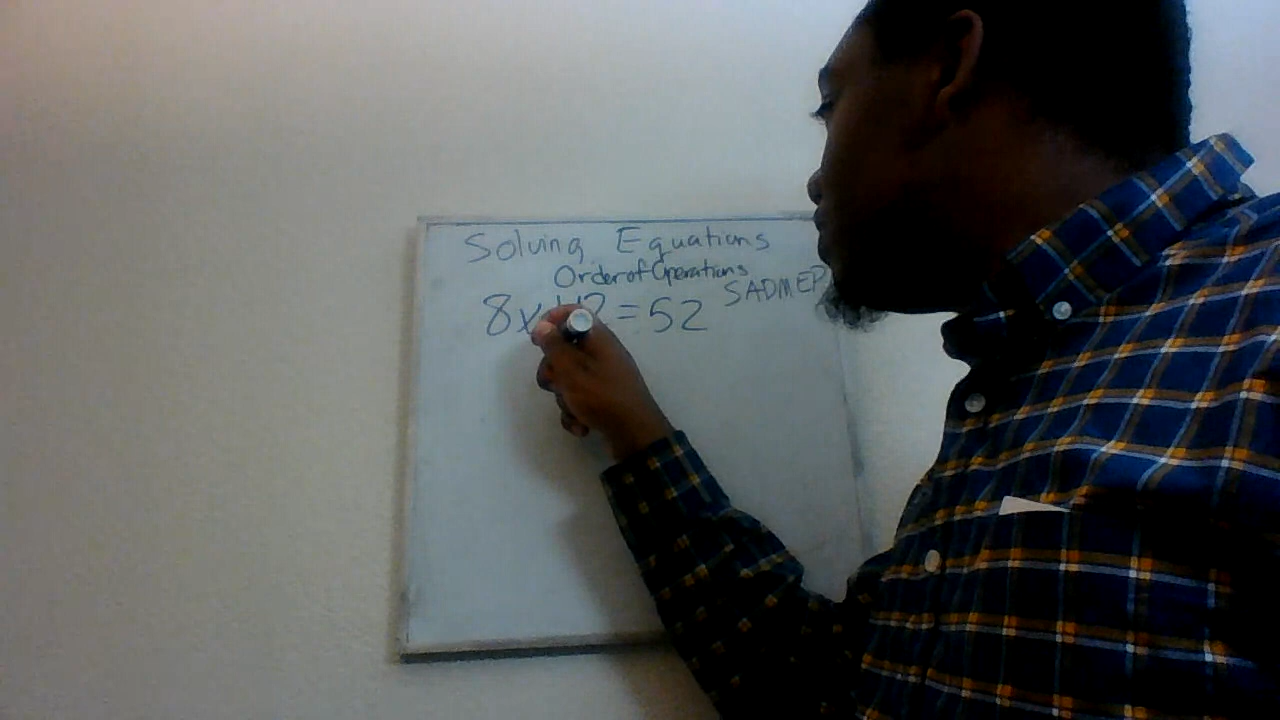 Solving Equations
Order of Operations
SADMEP
8x = 52